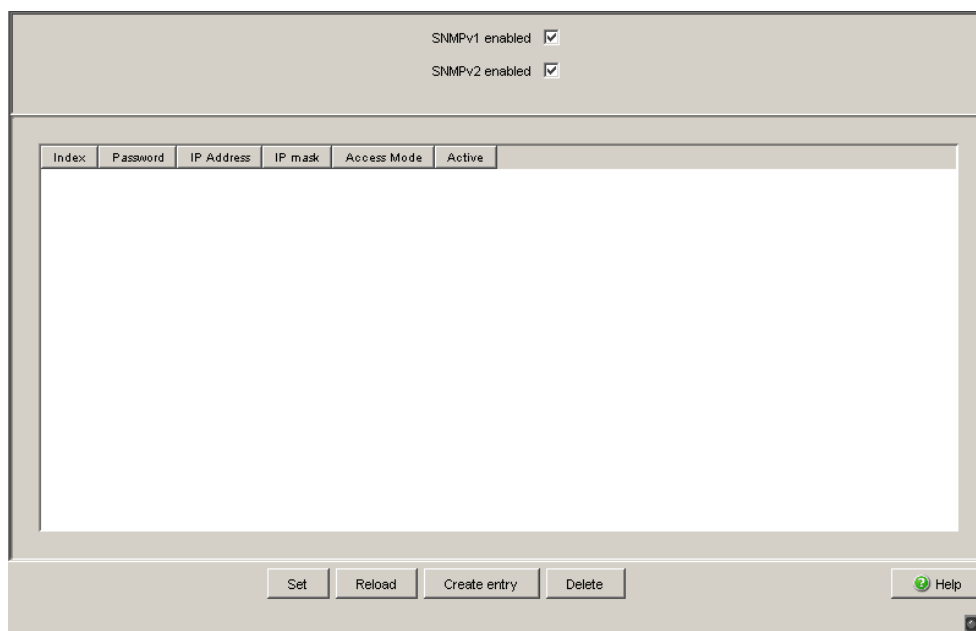 SNMPv1 enabled
SNMPv2 enabled
Index Password IP Address IP mask Access Mode Active
Set Reload Create entry Delete Help